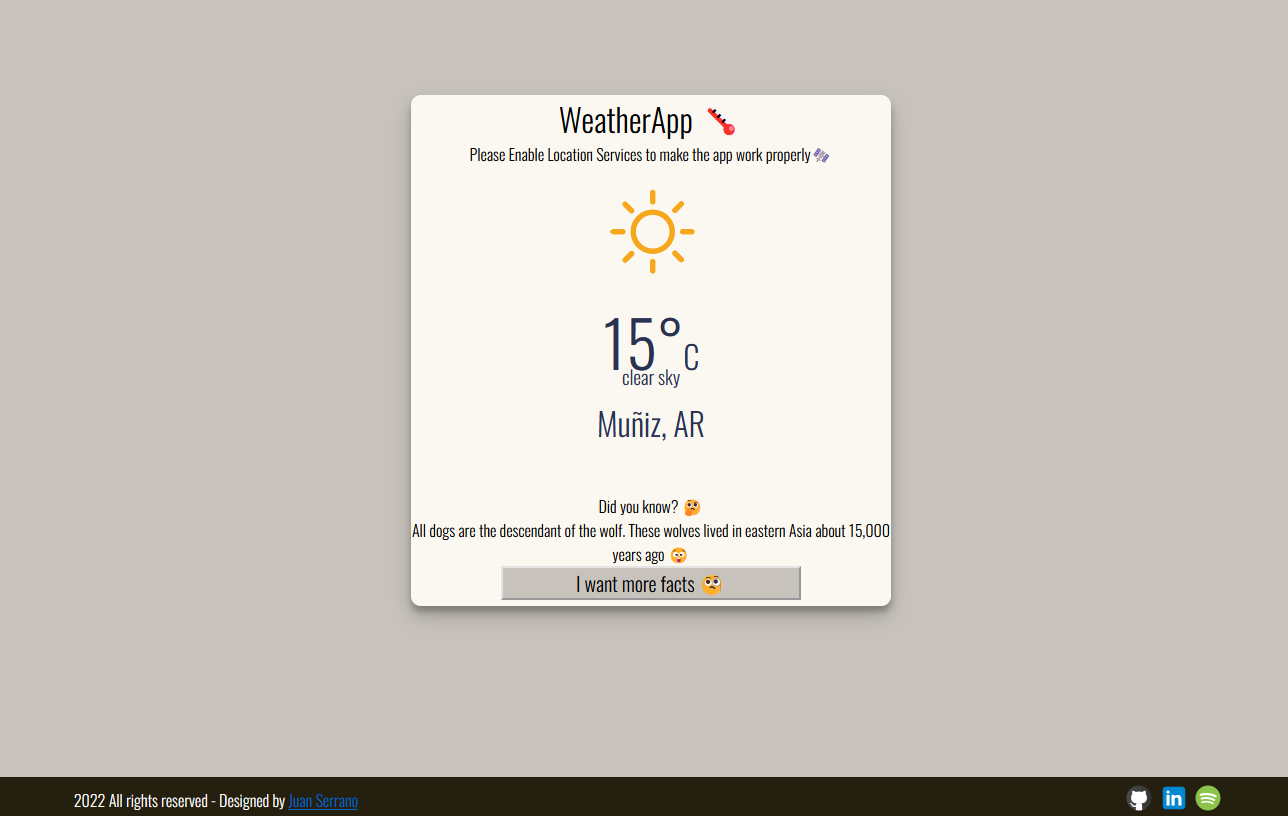 WeatherApp 🌡️
Please Enable Location Services to make the app work properly 🛰️
15°C
clear sky
Muñiz, AR
Did you know? 🤔
All dogs are the descendant of the wolf. These wolves lived in eastern Asia about 15,000
years ago 😳
I want more facts 🧐
2022 All rights reserved - Designed by Juan Serrano
in